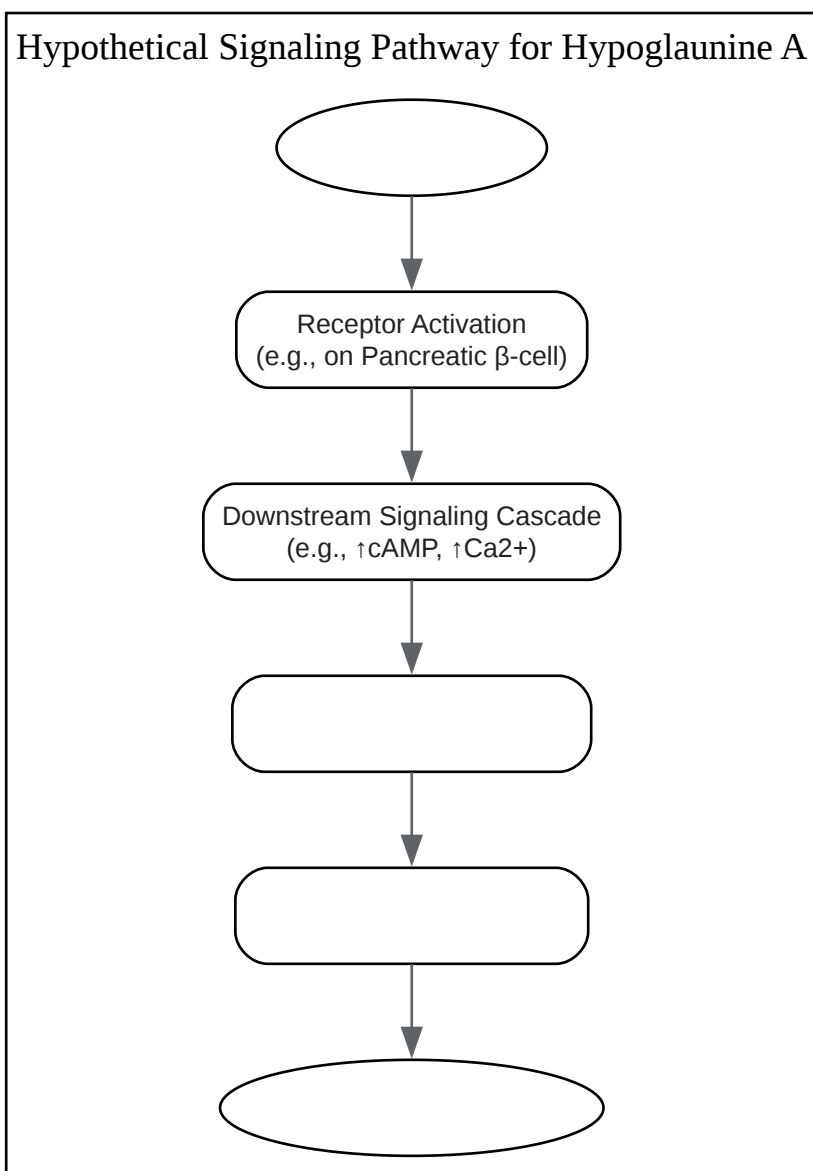 Hypothetical Signaling Pathway for Hypoglaunine A
Receptor Activation
(e.g., on Pancreatic β-cell)
Downstream Signaling Cascade
(e.g., ↑cAMP, ↑Ca2+)